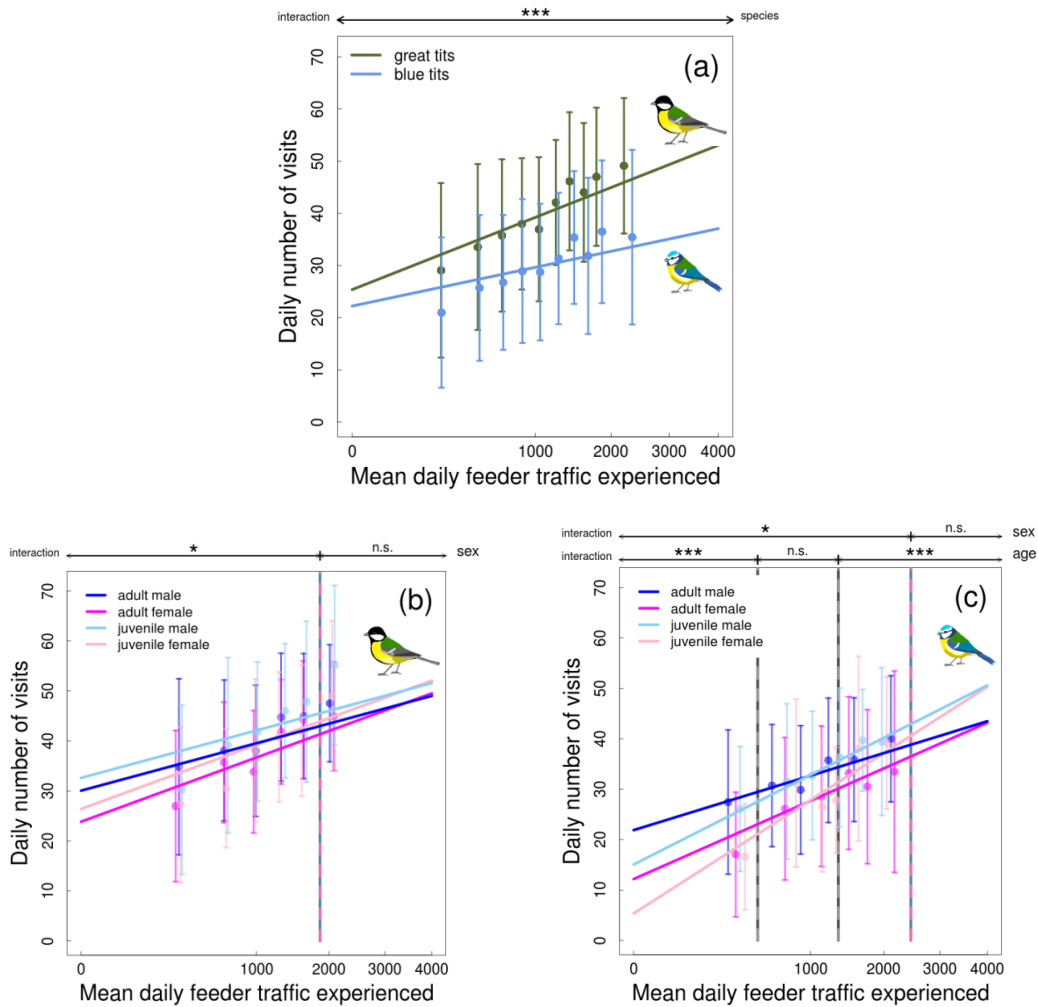 interaction *** species
(a)
great tits
blue tits
70
60
50
40
30
20
10
0
Daily number of visits
0 1000 2000 3000 4000
Mean daily feeder traffic experienced
interaction * n.s. sex
(b)
adult male
adult female
juvenile male
juvenile female
70
60
50
40
30
20
10
0
Daily number of visits
0 1000 2000 3000 4000
Mean daily feeder traffic experienced
interaction * n.s. sex
interaction *** n.s. *** age
(c)
adult male
adult female
juvenile male
juvenile female
70
60
50
40
30
20
10
0
Daily number of visits
0 1000 2000 3000 4000
Mean daily feeder traffic experienced